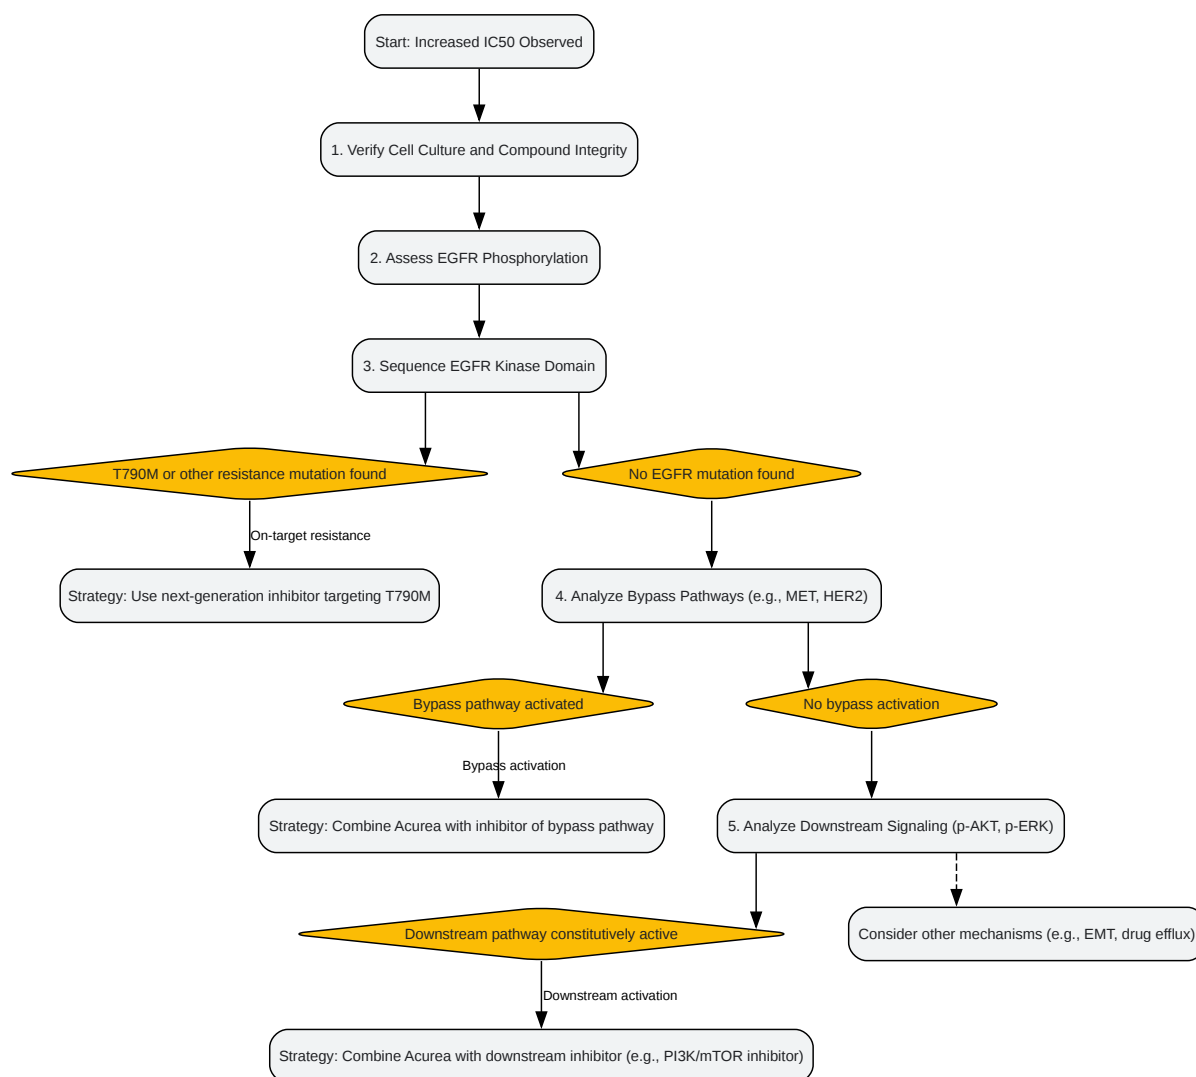 Start: Increased IC50 Observed
1. Verify Cell Culture and Compound Integrity
2. Assess EGFR Phosphorylation
3. Sequence EGFR Kinase Domain
T790M or other resistance mutation found
No EGFR mutation found
On-target resistance
Strategy: Use next-generation inhibitor targeting T790M
4. Analyze Bypass Pathways (e.g., MET, HER2)
Bypass pathway activated
No bypass activation
Bypass activation
Strategy: Combine Acurea with inhibitor of bypass pathway
5. Analyze Downstream Signaling (p-AKT, p-ERK)
Downstream pathway constitutively active
Consider other mechanisms (e.g., EMT, drug efflux)
Downstream activation
Strategy: Combine Acurea with downstream inhibitor (e.g., PI3K/mTOR inhibitor)